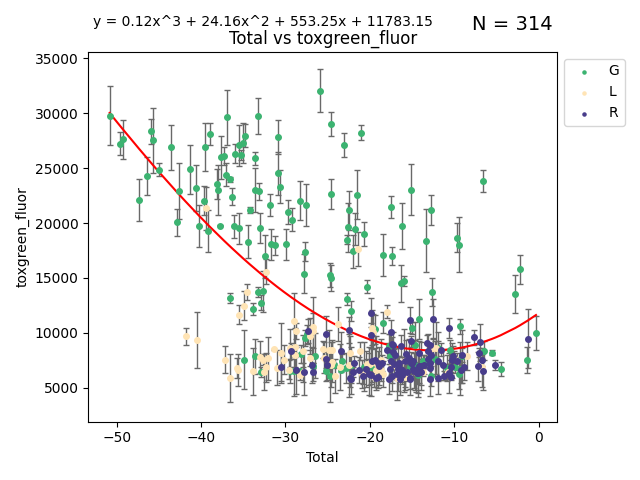 y = 0.12x^3 + 24.16x^2 + 553.25x + 11783.15
N = 314
Total vs toxgreen_fluor
35000
30000
25000
20000
15000
10000
5000
toxgreen_fluor
−50
−40
−30
−20
−10
0
Total
G
L
R